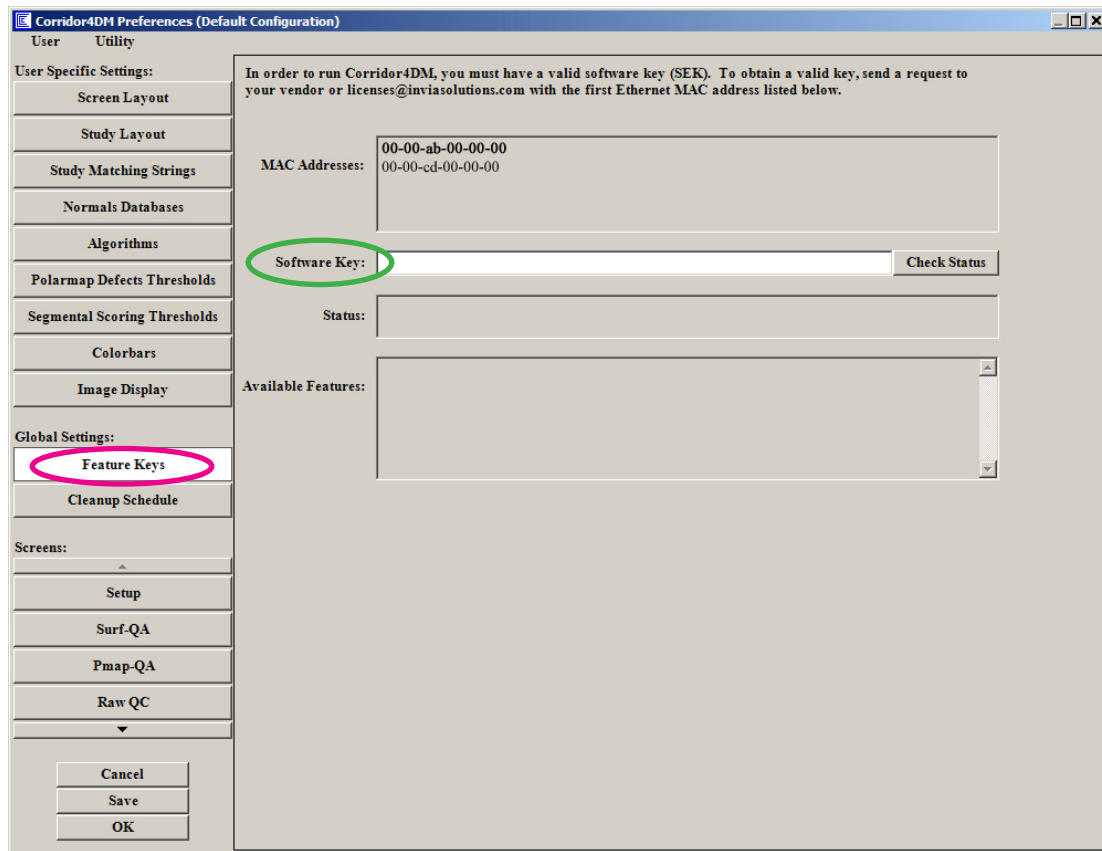 Corridor4DM Preferences (Default Configuration)
User Utility
User Specific Settings:
Screen Layout
Study Layout
Study Matching Strings
Normals Databases
Algorithms
Polarmap Defects Thresholds
Segmental Scoring Thresholds
Colorbars
Image Display
Global Settings:
Feature Keys
Cleanup Schedule
Screens:
Setup
Surf-QA
Pmap-QA
Raw QC
Cancel
Save
OK
In order to run Corridor4DM, you must have a valid software key (SEK). To obtain a valid key, send a request to
your vendor or licenses@inviasolutions.com with the first Ethernet MAC address listed below.
MAC Addresses:
00-00-ab-00-00-00
00-00-cd-00-00-00
Software Key:
Check Status
Status:
Available Features: